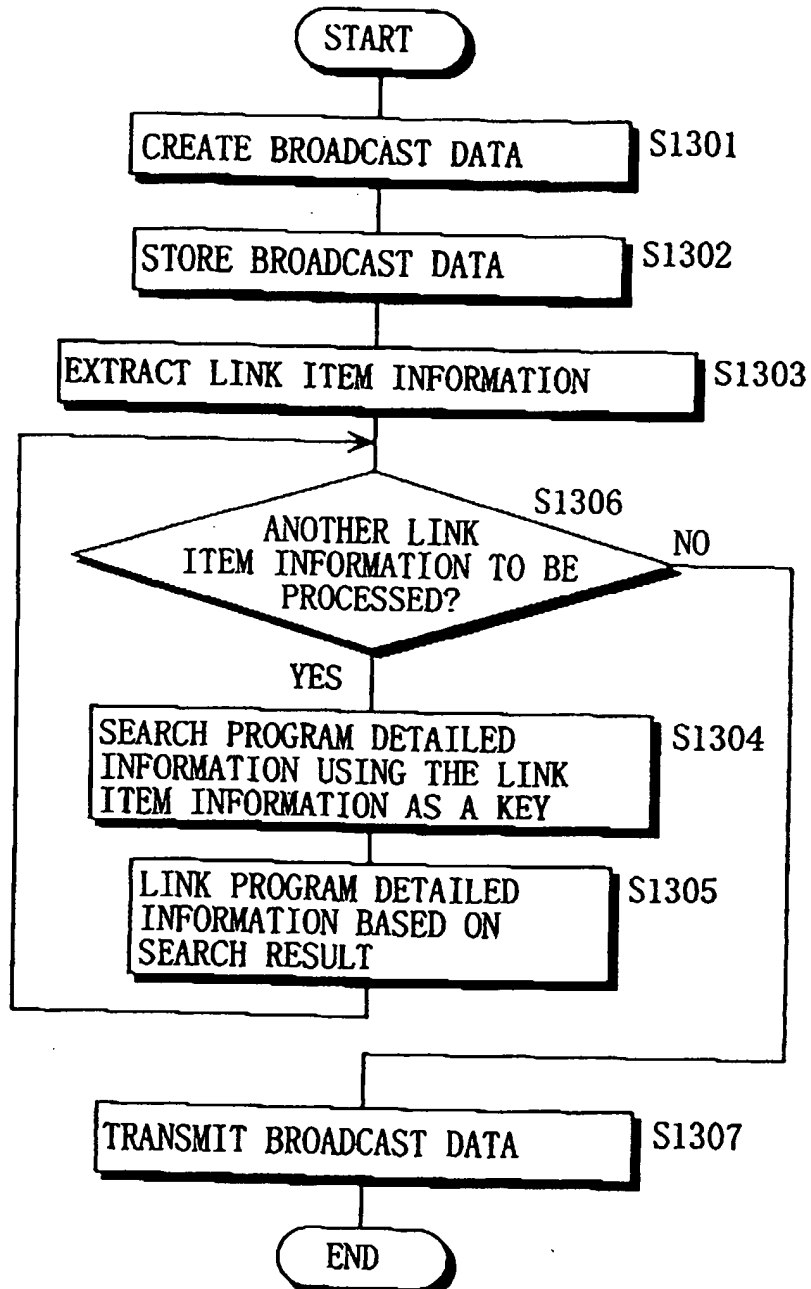 START
CREATE BROADCAST DATA
S1301
STORE BROADCAST DATA
S1302
EXTRACT LINK ITEM INFORMATION
S1303
S1306
ANOTHER LINK
ITEM INFORMATION TO BE
PROCESSED?
NO
YES
SEARCH PROGRAM DETAILED
INFORMATION USING THE LINK
ITEM INFORMATION AS A KEY
S1304
LINK PROGRAM DETAILED
INFORMATION BASED ON
SEARCH RESULT
S1305
TRANSMIT BROADCAST DATA
S1307
END